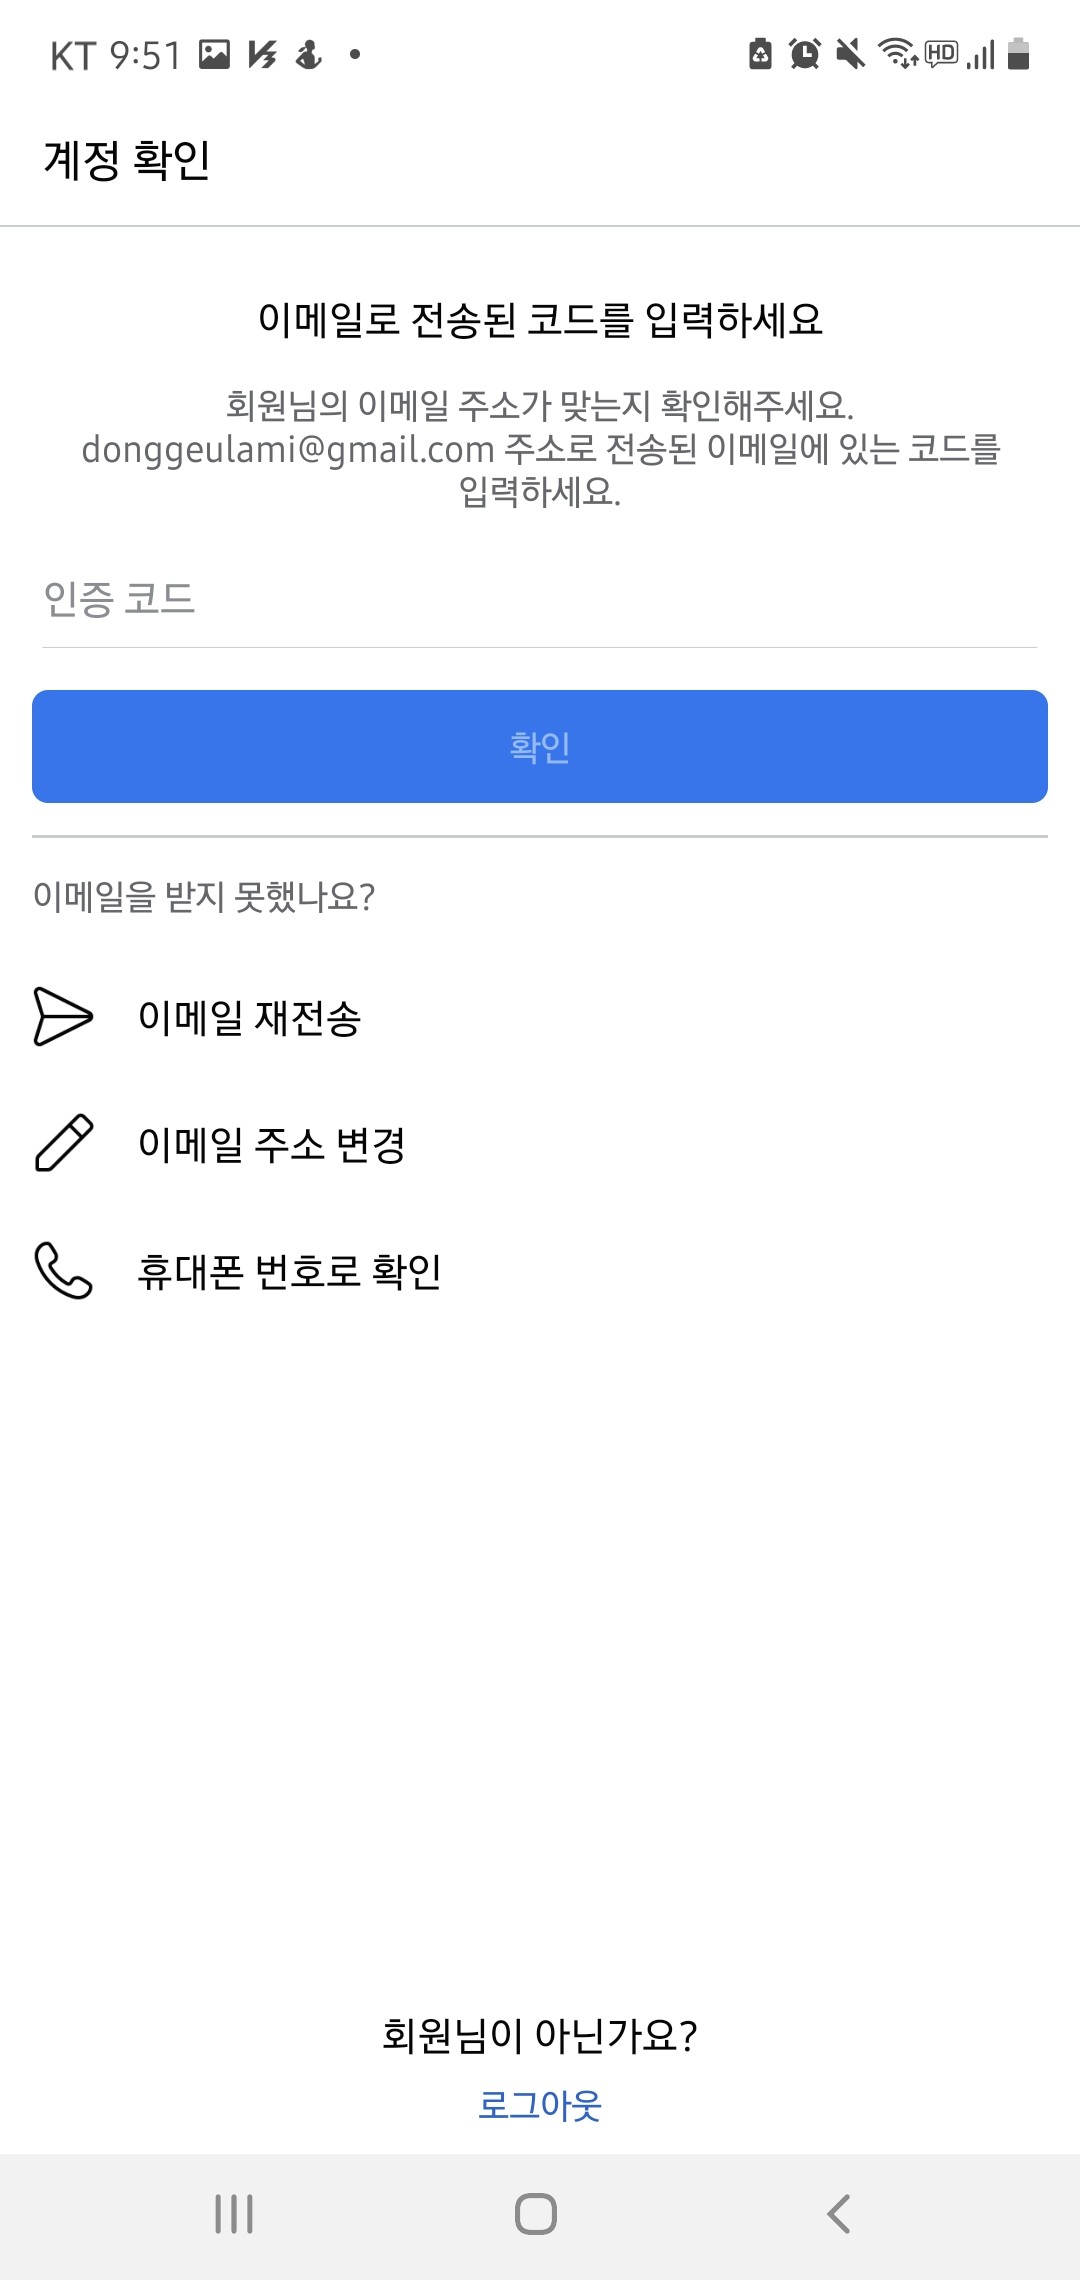 KT 9:51
HD
계정 확인
이메일로 전송된 코드를 입력하세요
회원님의 이메일 주소가 맞는지 확인해주세요.
donggeulami@gmail.com 주소로 전송된 이메일에 있는 코드를
입력하세요.
인증 코드
확인
이메일을 받지 못했나요?
이메일 재전송
이메일 주소 변경
휴대폰 번호로 확인
회원님이 아닌가요?
로그아웃